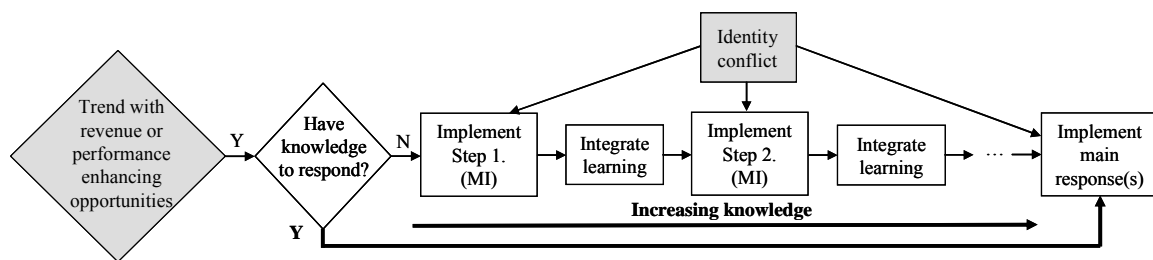 Identity
conflict
Trend with
revenue or
performance
enhancing
opportunities
Y
Have
knowledge
to respond?
N
Implement
Step 1.
(MI)
Integrate
learning
Implement
Step 2.
(MI)
Integrate
learning
...
Implement
main
response(s)
Increasing knowledge
Y